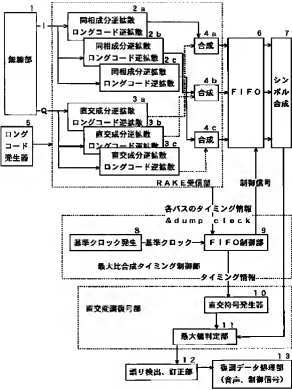 1
無線部
I
Q
2a
同相成分逆拡散
ロングコード逆拡散
2b
同相成分逆拡散
ロングコード逆拡散
2c
同相成分逆拡散
ロングコード逆拡散
3a
直交成分逆拡散
ロングコード逆拡散
3b
直交成分逆拡散
ロングコード逆拡散
3c
直交成分逆拡散
ロングコード逆拡散
4a
合成
4b
合成
4c
合成
6
FIFO
7
シンボル合成
5
ロング
コード
発生器
RAKE受信部
制御信号
各パスのタイミング情報
&dump clock
8
基準クロック発生
基準クロック
9
FIFO制御部
最大比合成タイミング制御部
タイミング情報
10
直交符号発生器
直交変調復号部
11
最大値判定部
12
誤り検出、訂正部
13
復調データ処理部
(音声、制御信号)